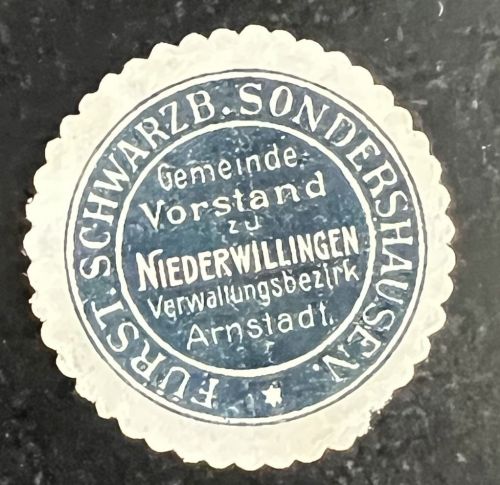 FÜRST. SCHWARZB. SONDERSHAUSEN.
Gemeinde-
Vorstand
zu
NIEDERWILLINGEN
Verwaltungsbezirk
Arnstadt.